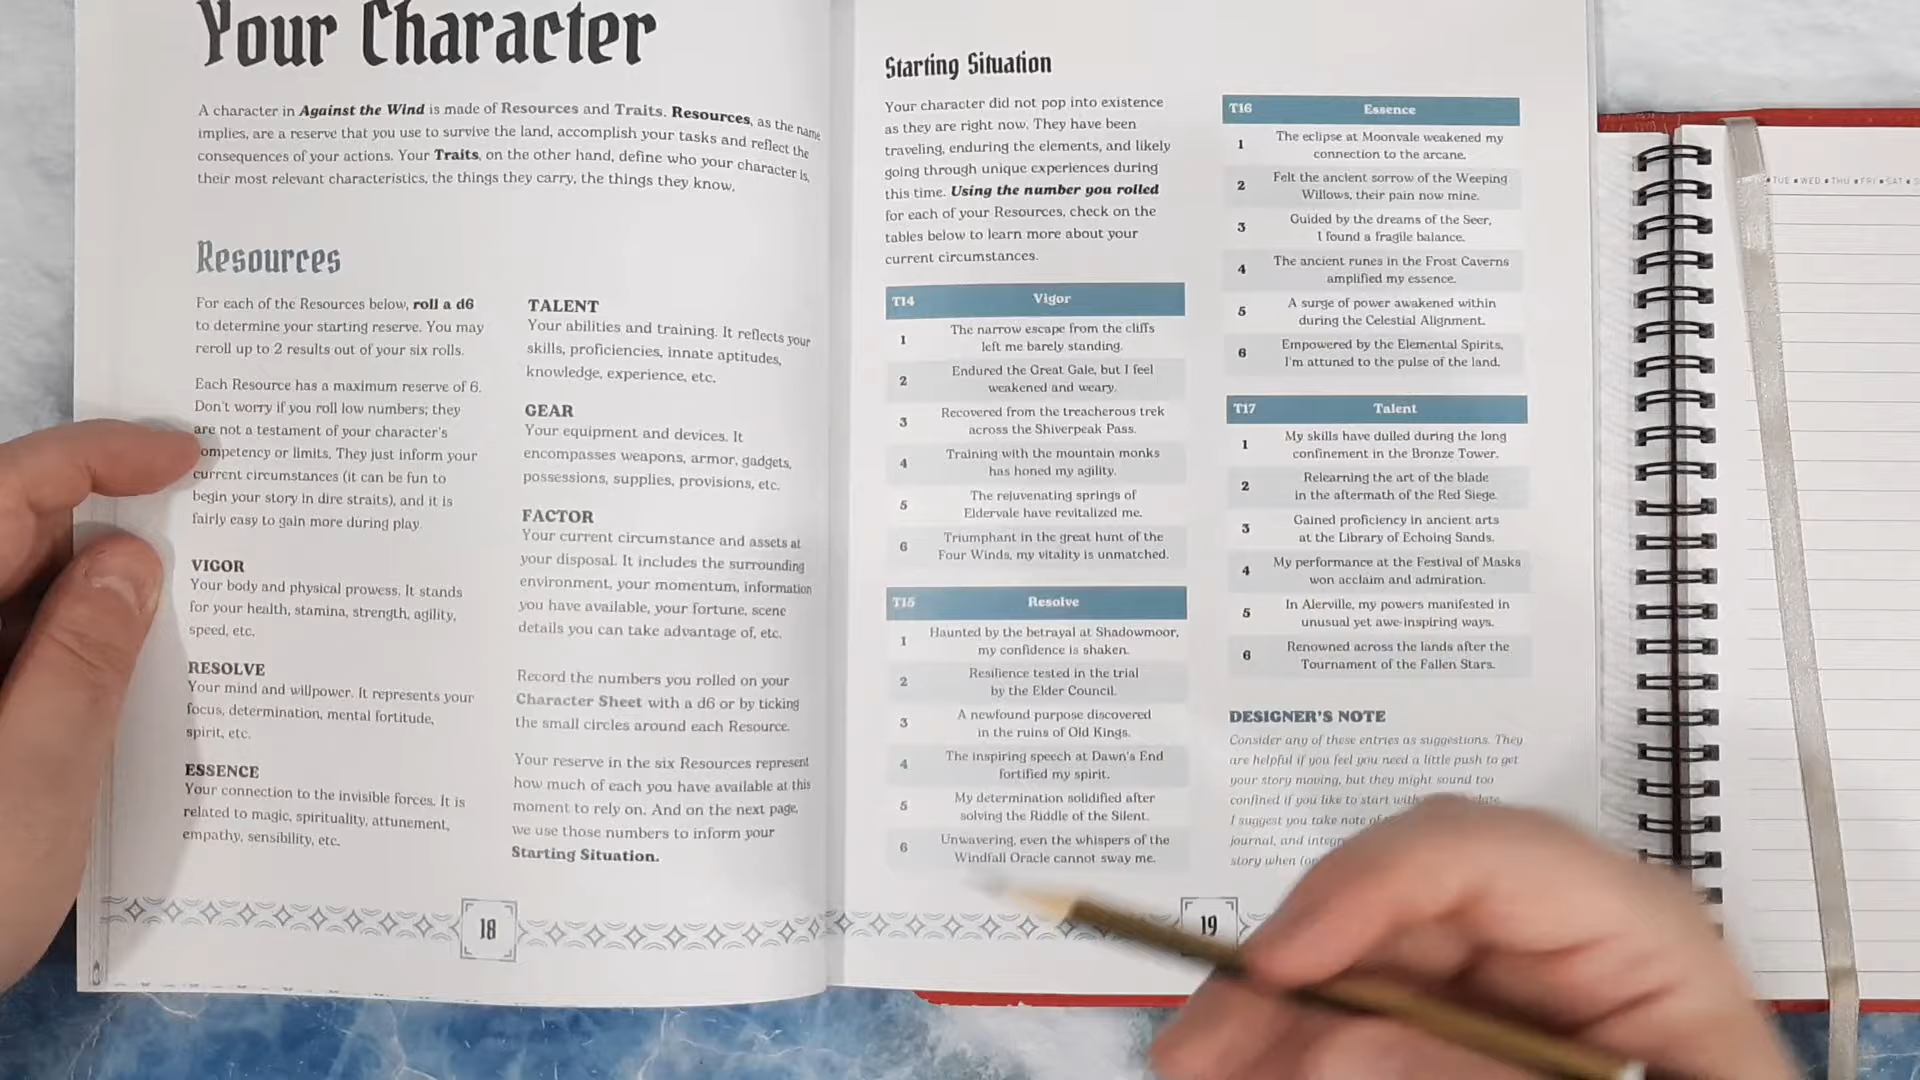 Your Character
A character in Against the Wind is made of Resources and Traits. Resources, as the name
implies, are a reserve that you use to survive the land, accomplish your tasks and reflect the
consequences of your actions. Your Traits, on the other hand, define who your character is,
their most relevant characteristics, the things they carry, the things they know.
Resources
For each of the Resources below, roll a d6
to determine your starting reserve. You may
reroll up to 2 results out of your six rolls.
Each Resource has a maximum reserve of 6.
Don't worry if you roll low numbers; they
are not a testament of your character's
competency or limits. They just inform your
current circumstances (it can be fun to
begin your story in dire straits), and it is
fairly easy to gain more during play.
VIGOR
Your body and physical prowess. It stands
for your health, stamina, strength, agility,
speed, etc.
RESOLVE
Your mind and willpower. It represents your
focus, determination, mental fortitude,
spirit, etc.
ESSENCE
Your connection to the invisible forces. It is
related to magic, spirituality, attunement,
empathy, sensibility, etc.
TALENT
Your abilities and training. It reflects your
skills, proficiencies, innate aptitudes,
knowledge, experience, etc.
GEAR
Your equipment and devices. It
encompasses weapons, armor, gadgets,
possessions, supplies, provisions, etc.
FACTOR
Your current circumstance and assets at
your disposal. It includes the surrounding
environment, your momentum, information
you have available, your fortune, scene
details you can take advantage of, etc.
Record the numbers you rolled on your
Character Sheet with a d6 or by ticking
the small circles around each Resource.
Your reserve in the six Resources represent
how much of each you have available at this
moment to rely on. And on the next page,
we use those numbers to inform your
Starting Situation.
18
Starting Situation
Your character did not pop into existence
as they are right now. They have been
traveling, enduring the elements, and likely
going through unique experiences during
this time. Using the number you rolled
for each of your Resources, check on the
tables below to learn more about your
current circumstances.
T14 Vigor
1 The narrow escape from the cliffs
left me barely standing.
2 Endured the Great Gale, but I feel
weakened and weary.
3 Recovered from the treacherous trek
across the Shiverpeak Pass.
4 Training with the mountain monks
has honed my agility.
5 The rejuvenating springs of
Eldervale have revitalized me.
6 Triumphant in the great hunt of the
Four Winds, my vitality is unmatched.
T15 Resolve
1 Haunted by the betrayal at Shadowmoor,
my confidence is shaken.
2 Resilience tested in the trial
by the Elder Council.
3 A newfound purpose discovered
in the ruins of Old Kings.
4 The inspiring speech at Dawn's End
fortified my spirit.
5 My determination solidified after
solving the Riddle of the Silent.
6 Unwavering, even the whispers of the
Windfall Oracle cannot sway me.
T16 Essence
1 The eclipse at Moonvale weakened my
connection to the arcane.
2 Felt the ancient sorrow of the Weeping
Willows, their pain now mine.
3 Guided by the dreams of the Seer,
I found a fragile balance.
4 The ancient runes in the Frost Caverns
amplified my essence.
5 A surge of power awakened within
during the Celestial Alignment.
6 Empowered by the Elemental Spirits,
I'm attuned to the pulse of the land.
T17 Talent
1 My skills have dulled during the long
confinement in the Bronze Tower.
2 Relearning the art of the blade
in the aftermath of the Red Siege.
3 Gained proficiency in ancient arts
at the Library of Echoing Sands.
4 My performance at the Festival of Masks
won acclaim and admiration.
5 In Alerville, my powers manifested in
unusual yet awe-inspiring ways.
6 Renowned across the lands after the
Tournament of the Fallen Stars.
DESIGNER'S NOTE
Consider any of these entries as suggestions. They
are helpful if you feel you need a little push to get
your story moving, but they might sound too
confined if you like to start with
I suggest you take note of
journal, and
story when
19
TUE WED THU FRI SAT